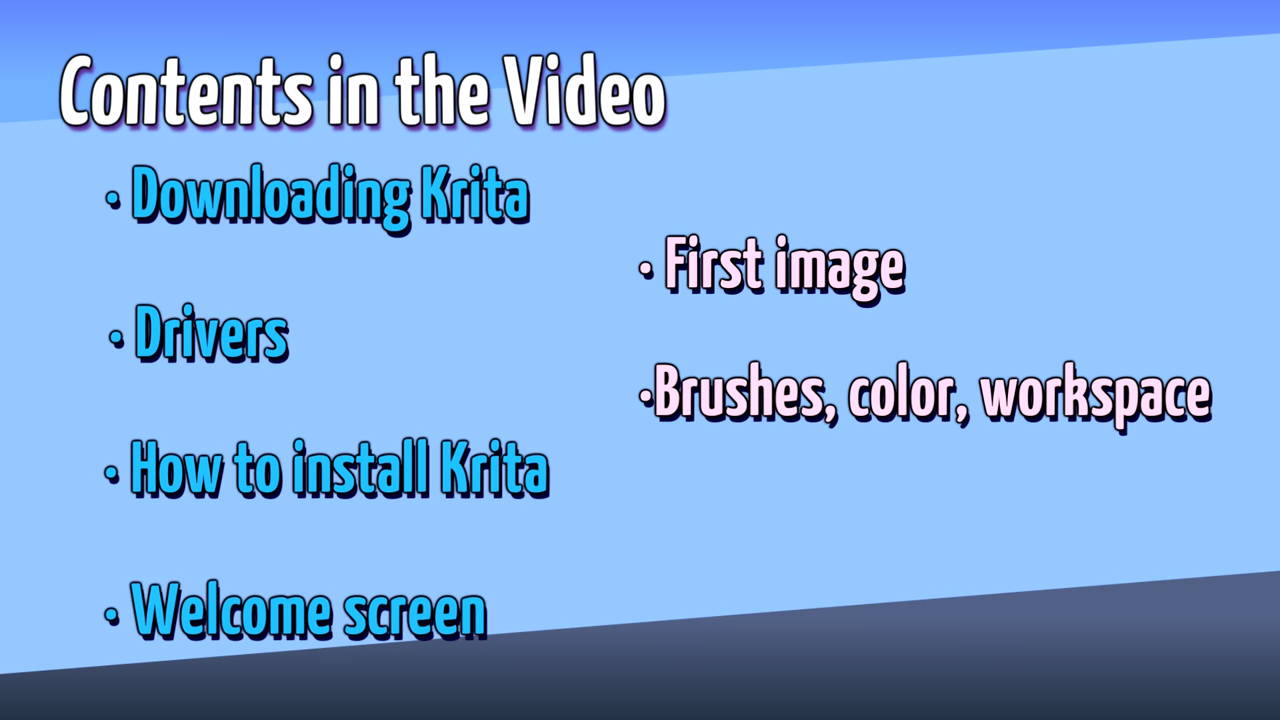 Contents in the Video
• Downloading Krita
• Drivers
• How to install Krita
• Welcome screen
• First image
•Brushes, color, workspace